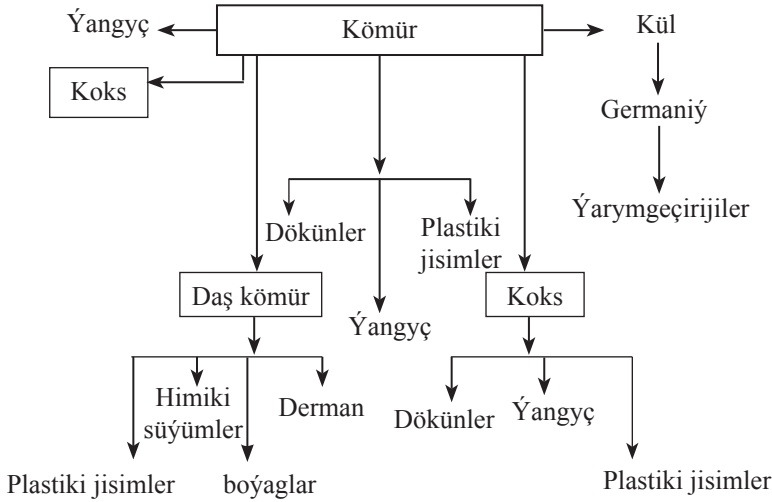 Ýangyç
Kömür
Kül
Koks
Germaniý
Ýarymgeçirijiler
Dökünler
Plastiki
jisimler
Ýangyç
Daş kömür
Koks
Himiki
süýümler
Derman
Dökünler
Ýangyç
Plastiki jisimler
boýaglar
Plastiki jisimler